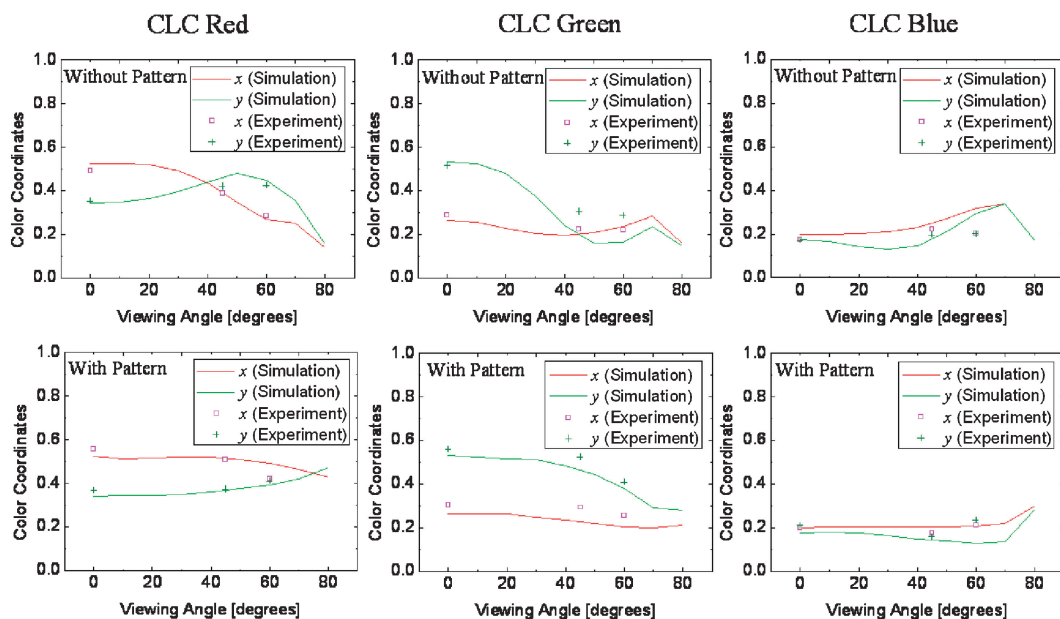 CLC Red
CLC Green
CLC Blue
Without Pattern
x (Simulation)
y (Simulation)
x (Experiment)
y (Experiment)
1.0
0.8
0.6
0.4
0.2
0.0
Color Coordinates
0 20 40 60 80
Viewing Angle [degrees]
Without Pattern
x (Simulation)
y (Simulation)
x (Experiment)
y (Experiment)
1.0
0.8
0.6
0.4
0.2
0.0
Color Coordinates
0 20 40 60 80
Viewing Angle [degrees]
Without Pattern
x (Simulation)
y (Simulation)
x (Experiment)
y (Experiment)
1.0
0.8
0.6
0.4
0.2
0.0
Color Coordinates
0 20 40 60 80
Viewing Angle [degrees]
With Pattern
x (Simulation)
y (Simulation)
x (Experiment)
y (Experiment)
1.0
0.8
0.6
0.4
0.2
0.0
Color Coordinates
0 20 40 60 80
Viewing Angle [degrees]
With Pattern
x (Simulation)
y (Simulation)
x (Experiment)
y (Experiment)
1.0
0.8
0.6
0.4
0.2
0.0
Color Coordinates
0 20 40 60 80
Viewing Angle [degrees]
With Pattern
x (Simulation)
y (Simulation)
x (Experiment)
y (Experiment)
1.0
0.8
0.6
0.4
0.2
0.0
Color Coordinates
0 20 40 60 80
Viewing Angle [degrees]